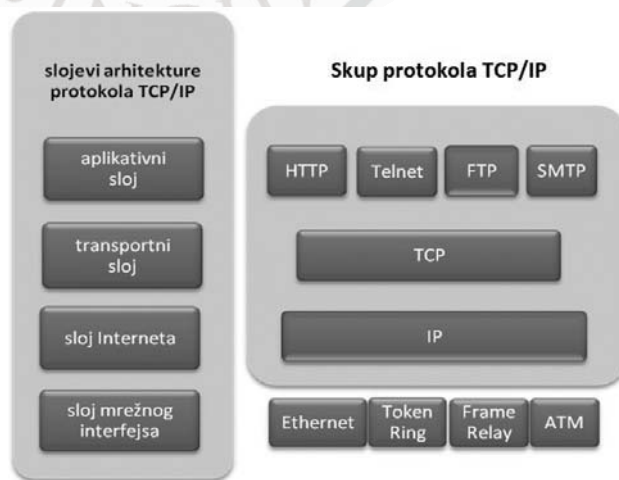 slojevi arhitekture
protokola TCP/IP
aplikativni
sloj
transportni
sloj
sloj Interneta
sloj mrežnog
interfejsa
Skup protokola TCP/IP
HTTP
Telnet
FTP
SMTP
TCP
IP
Ethernet
Token
Ring
Frame
Relay
ATM